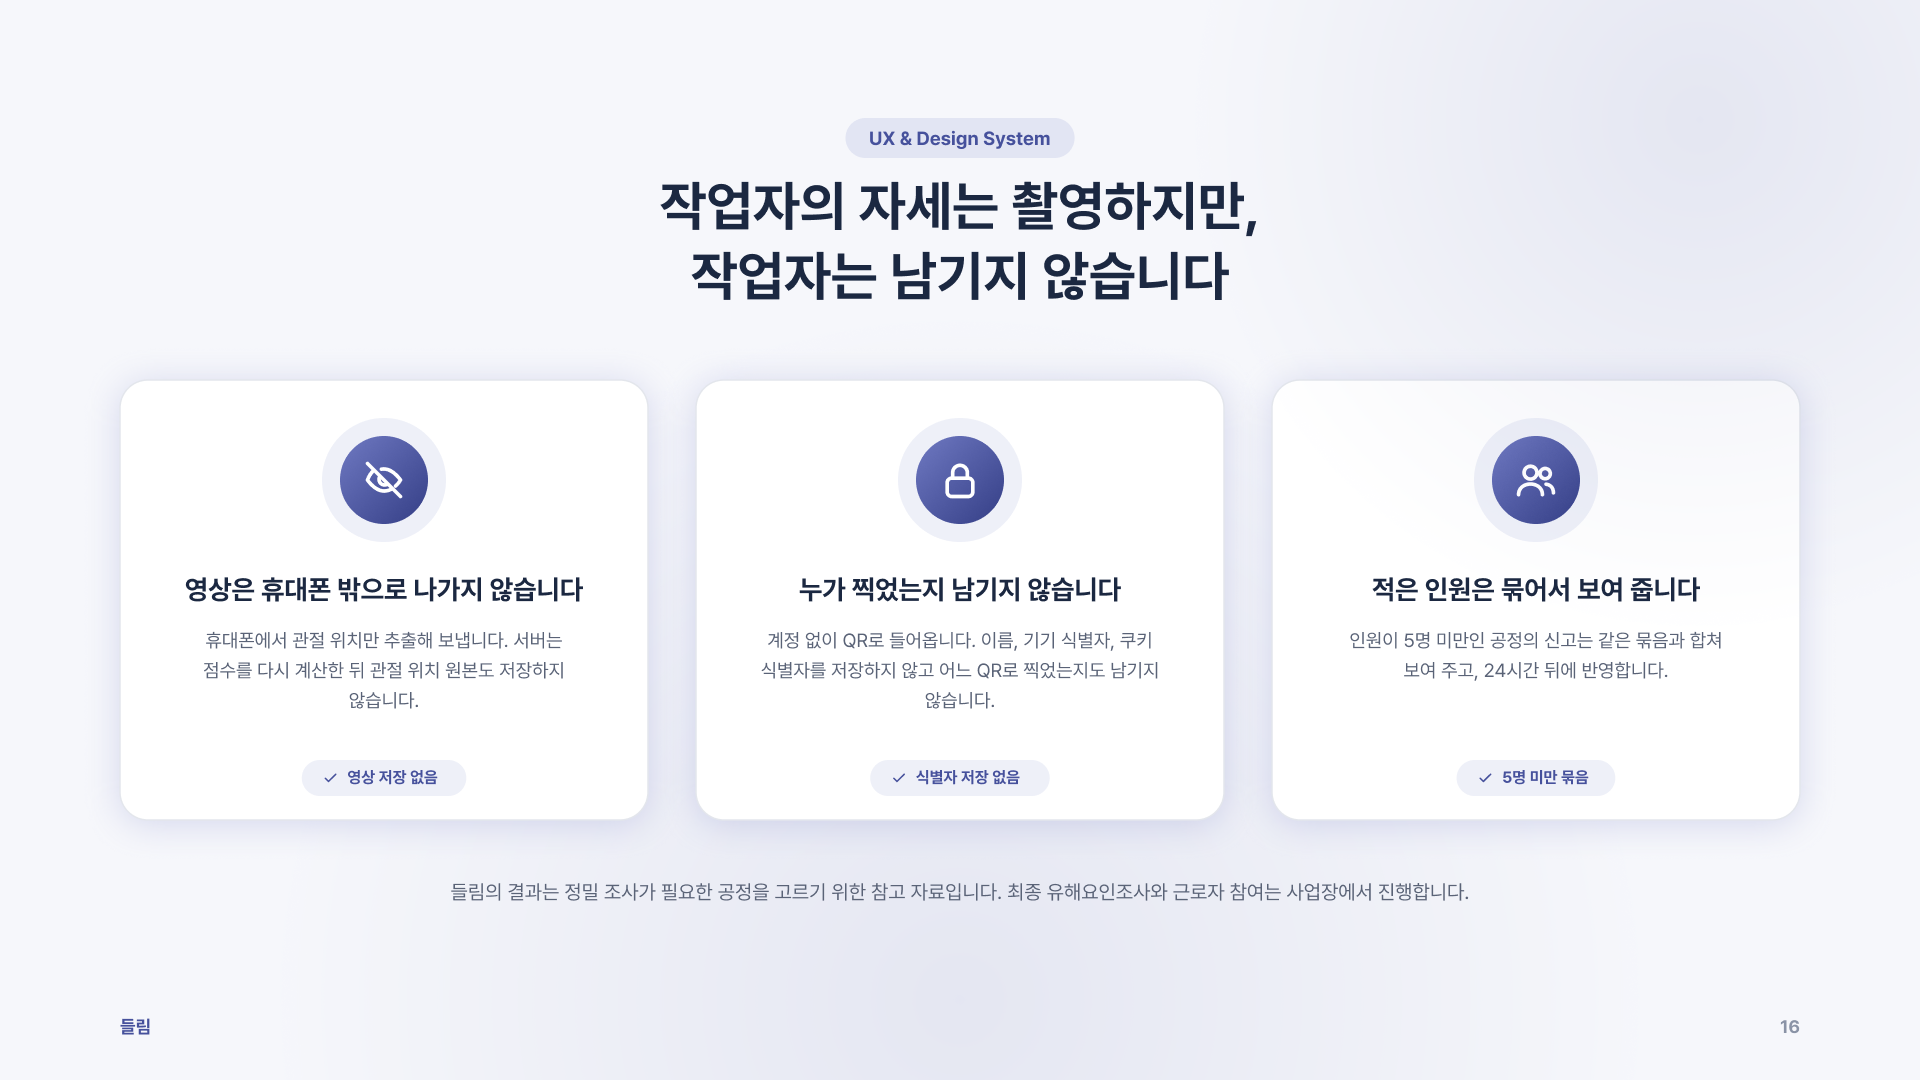 UX & Design System
작업자의 자세는 촬영하지만,
작업자는 남기지 않습니다
영상은 휴대폰 밖으로 나가지 않습니다
휴대폰에서 관절 위치만 추출해 보냅니다. 서버는
점수를 다시 계산한 뒤 관절 위치 원본도 저장하지
않습니다.
영상 저장 없음
누가 찍었는지 남기지 않습니다
계정 없이 QR로 들어옵니다. 이름, 기기 식별자, 쿠키
식별자를 저장하지 않고 어느 QR로 찍었는지도 남기지
않습니다.
식별자 저장 없음
적은 인원은 묶어서 보여 줍니다
인원이 5명 미만인 공정의 신고는 같은 묶음과 합쳐
보여 주고, 24시간 뒤에 반영합니다.
5명 미만 묶음
들림의 결과는 정밀 조사가 필요한 공정을 고르기 위한 참고 자료입니다. 최종 유해요인조사와 근로자 참여는 사업장에서 진행합니다.
들림
16